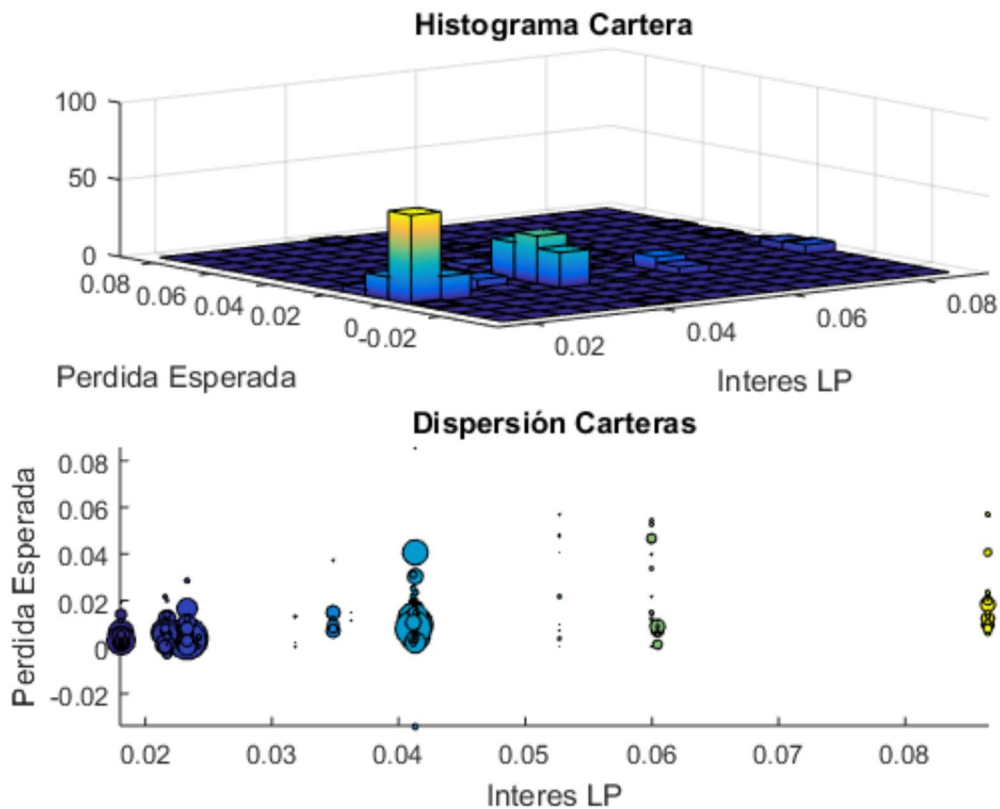 Histograma Cartera
100
50
0
0.08
0.06
0.04
0.02
0
-0.02
0.02
0.04
0.06
0.08
Perdida Esperada
Interes LP
Dispersión Carteras
Perdida Esperada
0.08
0.06
0.04
0.02
0
-0.02
0.02 0.03 0.04 0.05 0.06 0.07 0.08
Interes LP